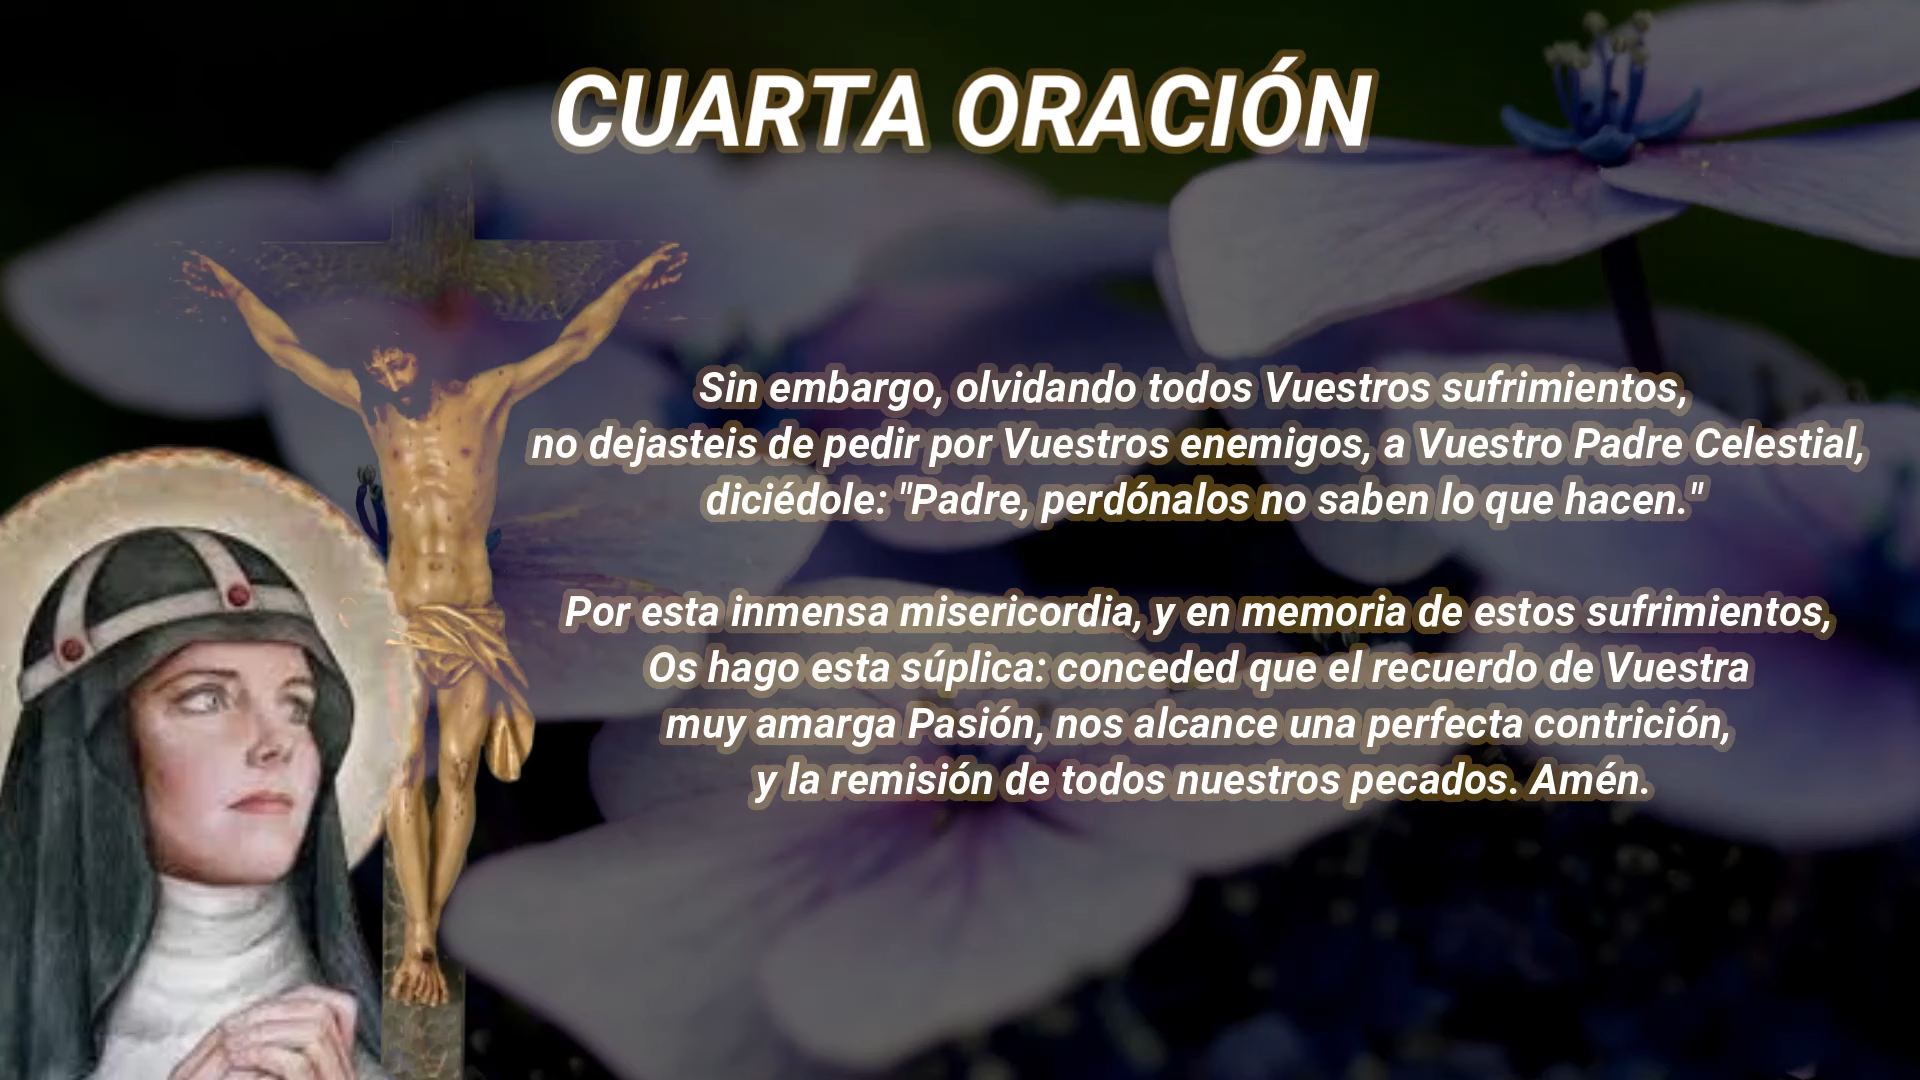 CUARTA ORACIÓN
Sin embargo, olvidando todos Vuestros sufrimientos,
no dejasteis de pedir por Vuestros enemigos, a Vuestro Padre Celestial,
diciédole: "Padre, perdónalos no saben lo que hacen."
Por esta inmensa misericordia, y en memoria de estos sufrimientos,
Os hago esta súplica: conceded que el recuerdo de Vuestra
muy amarga Pasión, nos alcance una perfecta contrición,
y la remisión de todos nuestros pecados. Amén.